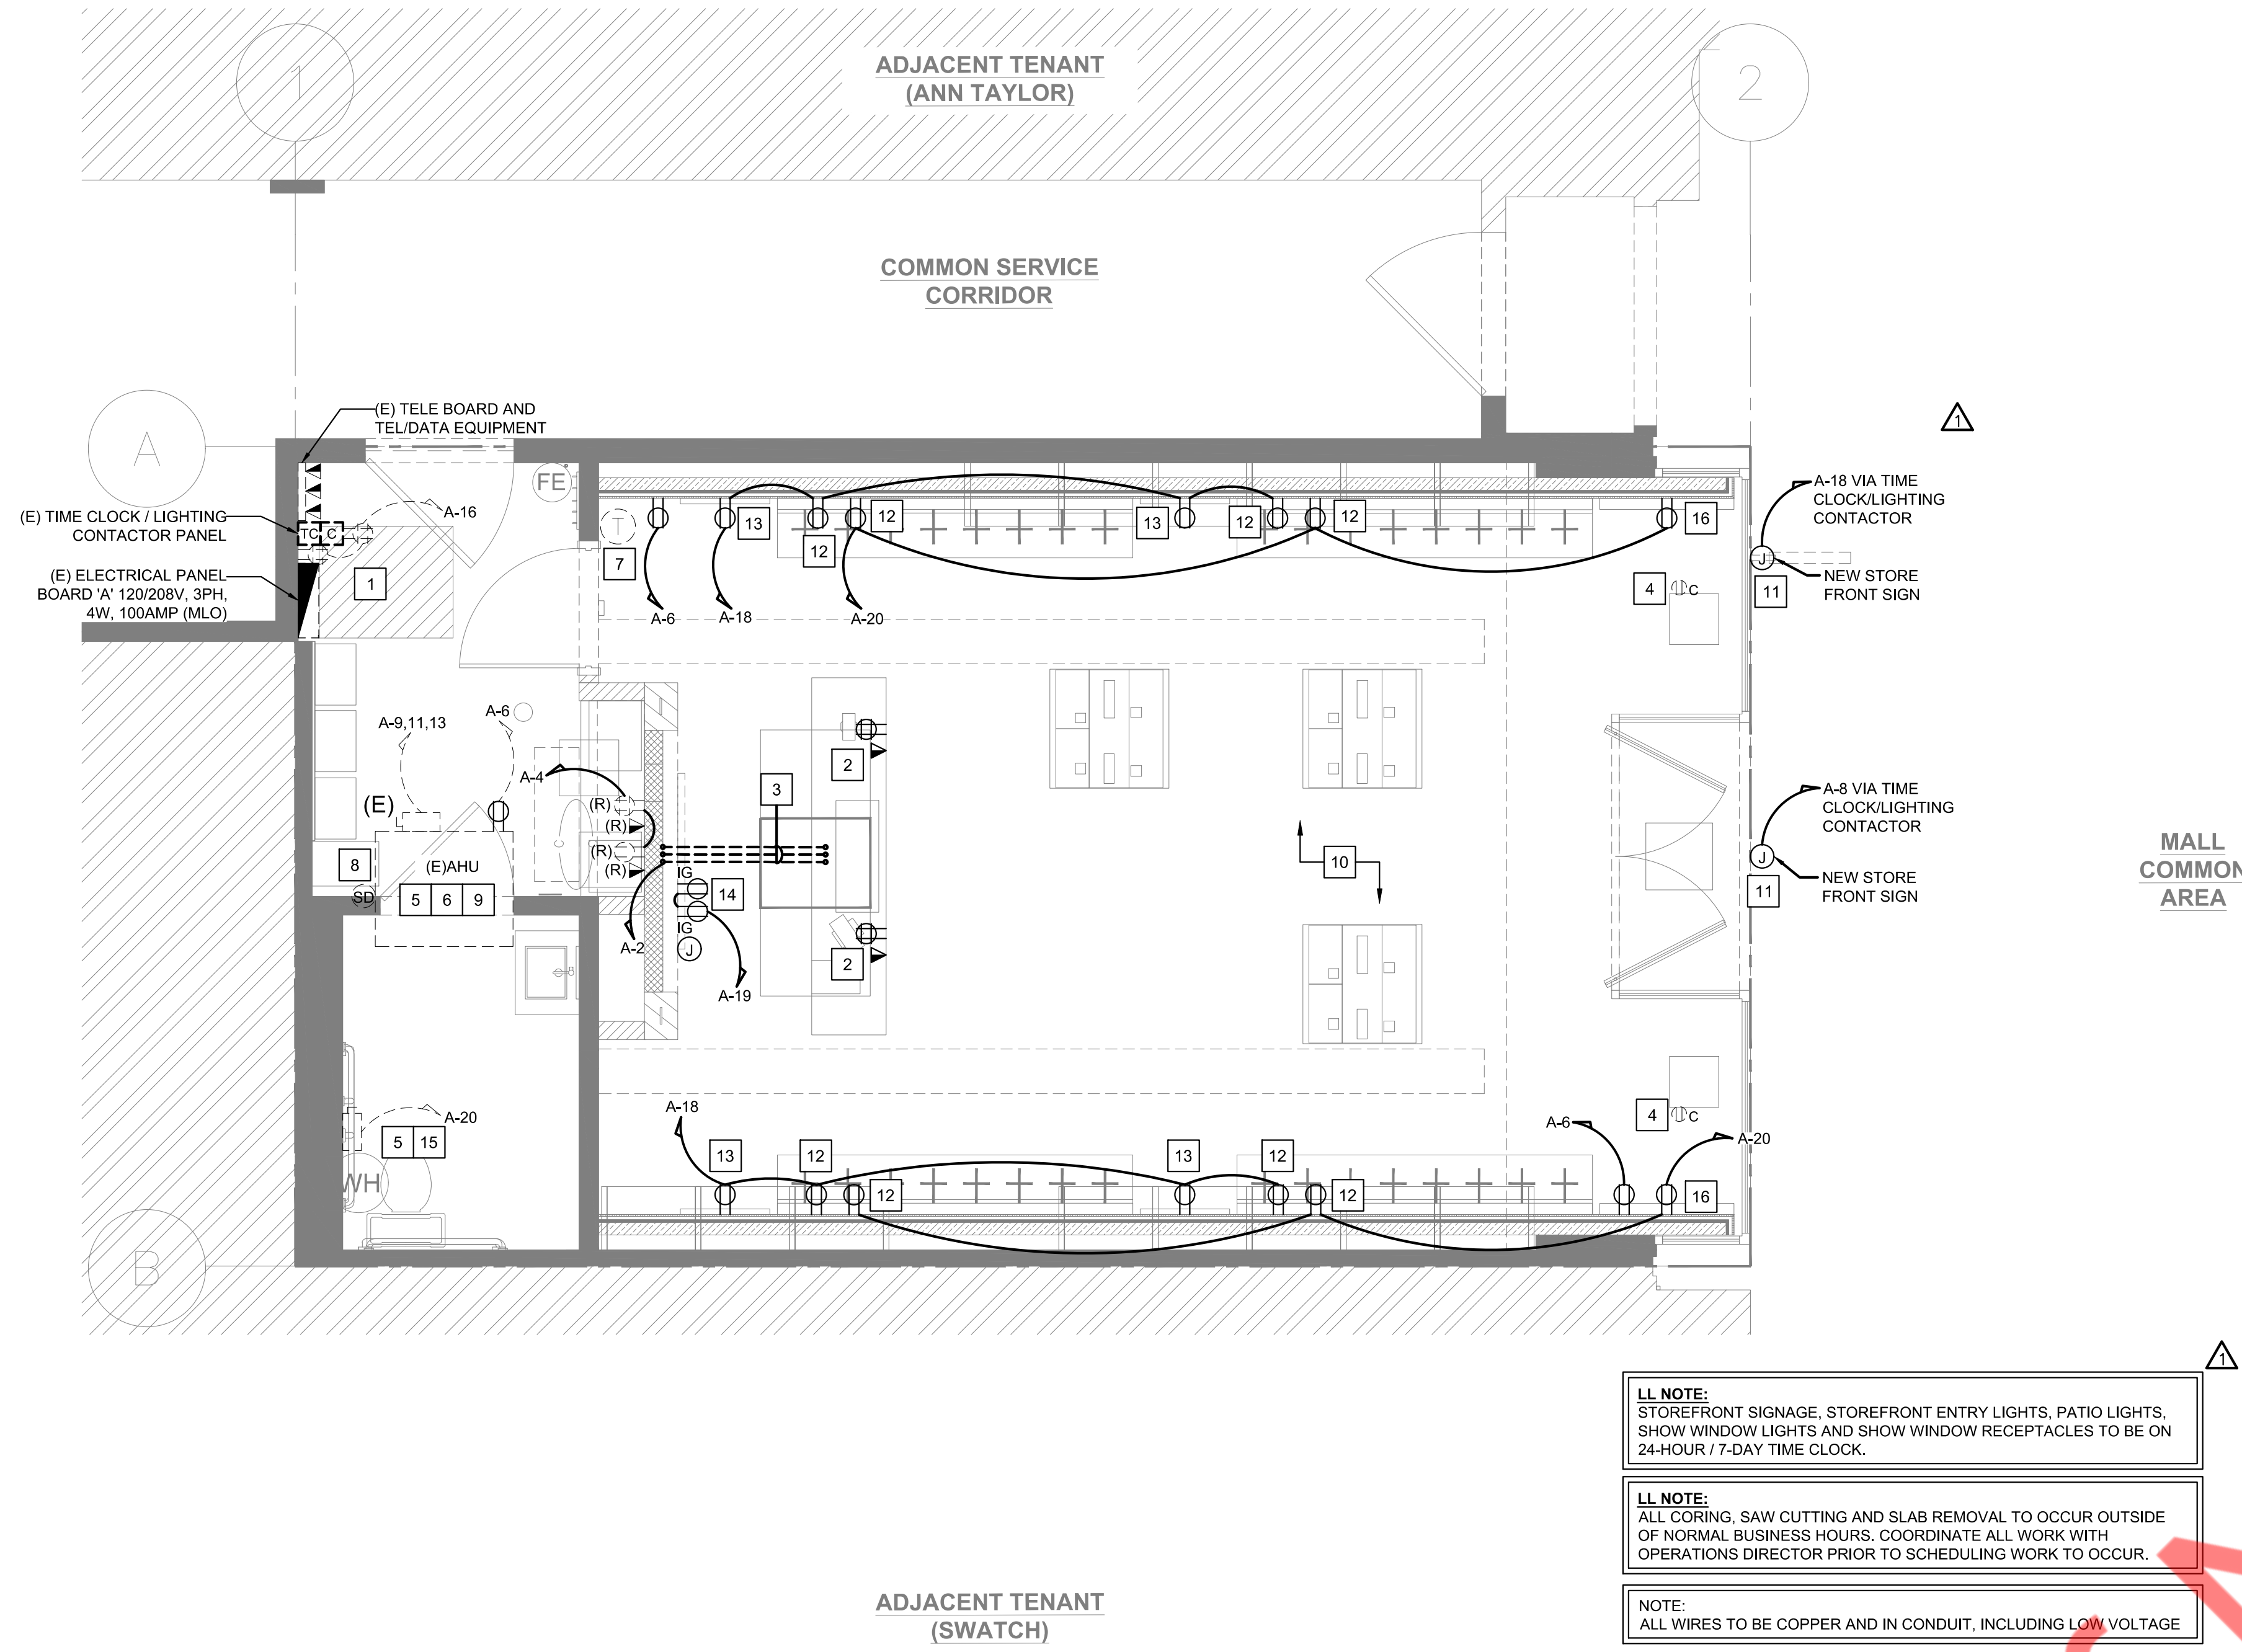 1
2
ADJACENT TENANT
(ANN TAYLOR)
COMMON SERVICE
CORRIDOR
1
A
(E) TELE BOARD AND
TEL/DATA EQUIPMENT
FE
A-16
(E) TIME CLOCK / LIGHTING
CONTACTOR PANEL
TC C
(E) ELECTRICAL PANEL
BOARD 'A' 120/208V, 3PH,
4W, 100AMP (MLO)
1
T
7
13
12
12
13
12
12
16
A-6
A-18
A-20
4
C
A-18 VIA TIME
CLOCK/LIGHTING
CONTACTOR
J
NEW STORE
FRONT SIGN
11
A-9,11,13
A-6
A-4
(E)
(R)
(R)
(R)
(R)
C
2
3
8
(E)AHU
SD
5 6 9
IG
14
IG
J
A-2
A-19
2
10
A-8 VIA TIME
CLOCK/LIGHTING
CONTACTOR
J
NEW STORE
FRONT SIGN
11
MALL
COMMON
AREA
A-20
5 15
WH
A-18
13
12
12
13
12
12
A-6
4
C
A-20
16
B
1
LL NOTE:
STOREFRONT SIGNAGE, STOREFRONT ENTRY LIGHTS, PATIO LIGHTS,
SHOW WINDOW LIGHTS AND SHOW WINDOW RECEPTACLES TO BE ON
24-HOUR / 7-DAY TIME CLOCK.
LL NOTE:
ALL CORING, SAW CUTTING AND SLAB REMOVAL TO OCCUR OUTSIDE
OF NORMAL BUSINESS HOURS. COORDINATE ALL WORK WITH
OPERATIONS DIRECTOR PRIOR TO SCHEDULING WORK TO OCCUR.
NOTE:
ALL WIRES TO BE COPPER AND IN CONDUIT, INCLUDING LOW VOLTAGE
ADJACENT TENANT
(SWATCH)